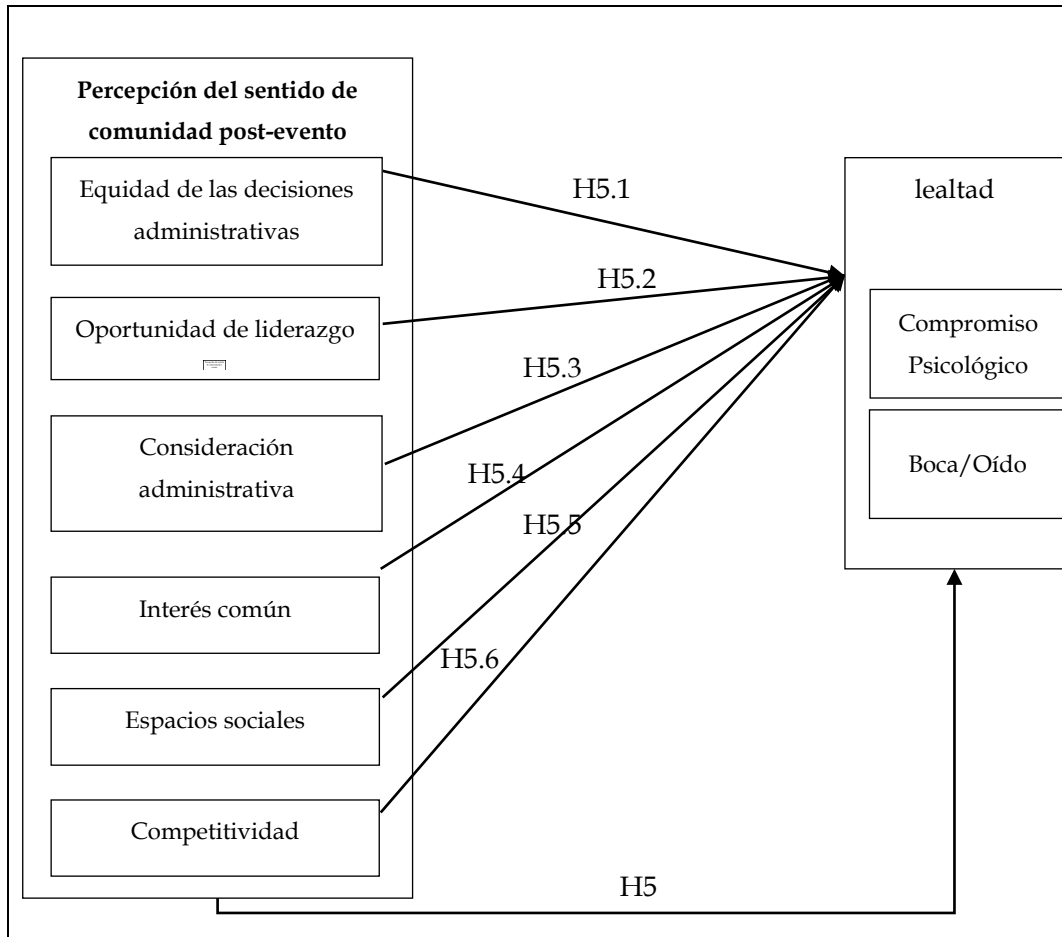 Percepción del sentido de
comunidad post-evento
Equidad de las decisiones
administrativas
H5.1
lealtad
Oportunidad de liderazgo
H5.2
Compromiso
Psicológico
H5.3
Consideración
administrativa
H5.4
Boca/Oído
H5.5
Interés común
H5.6
Espacios sociales
Competitividad
H5